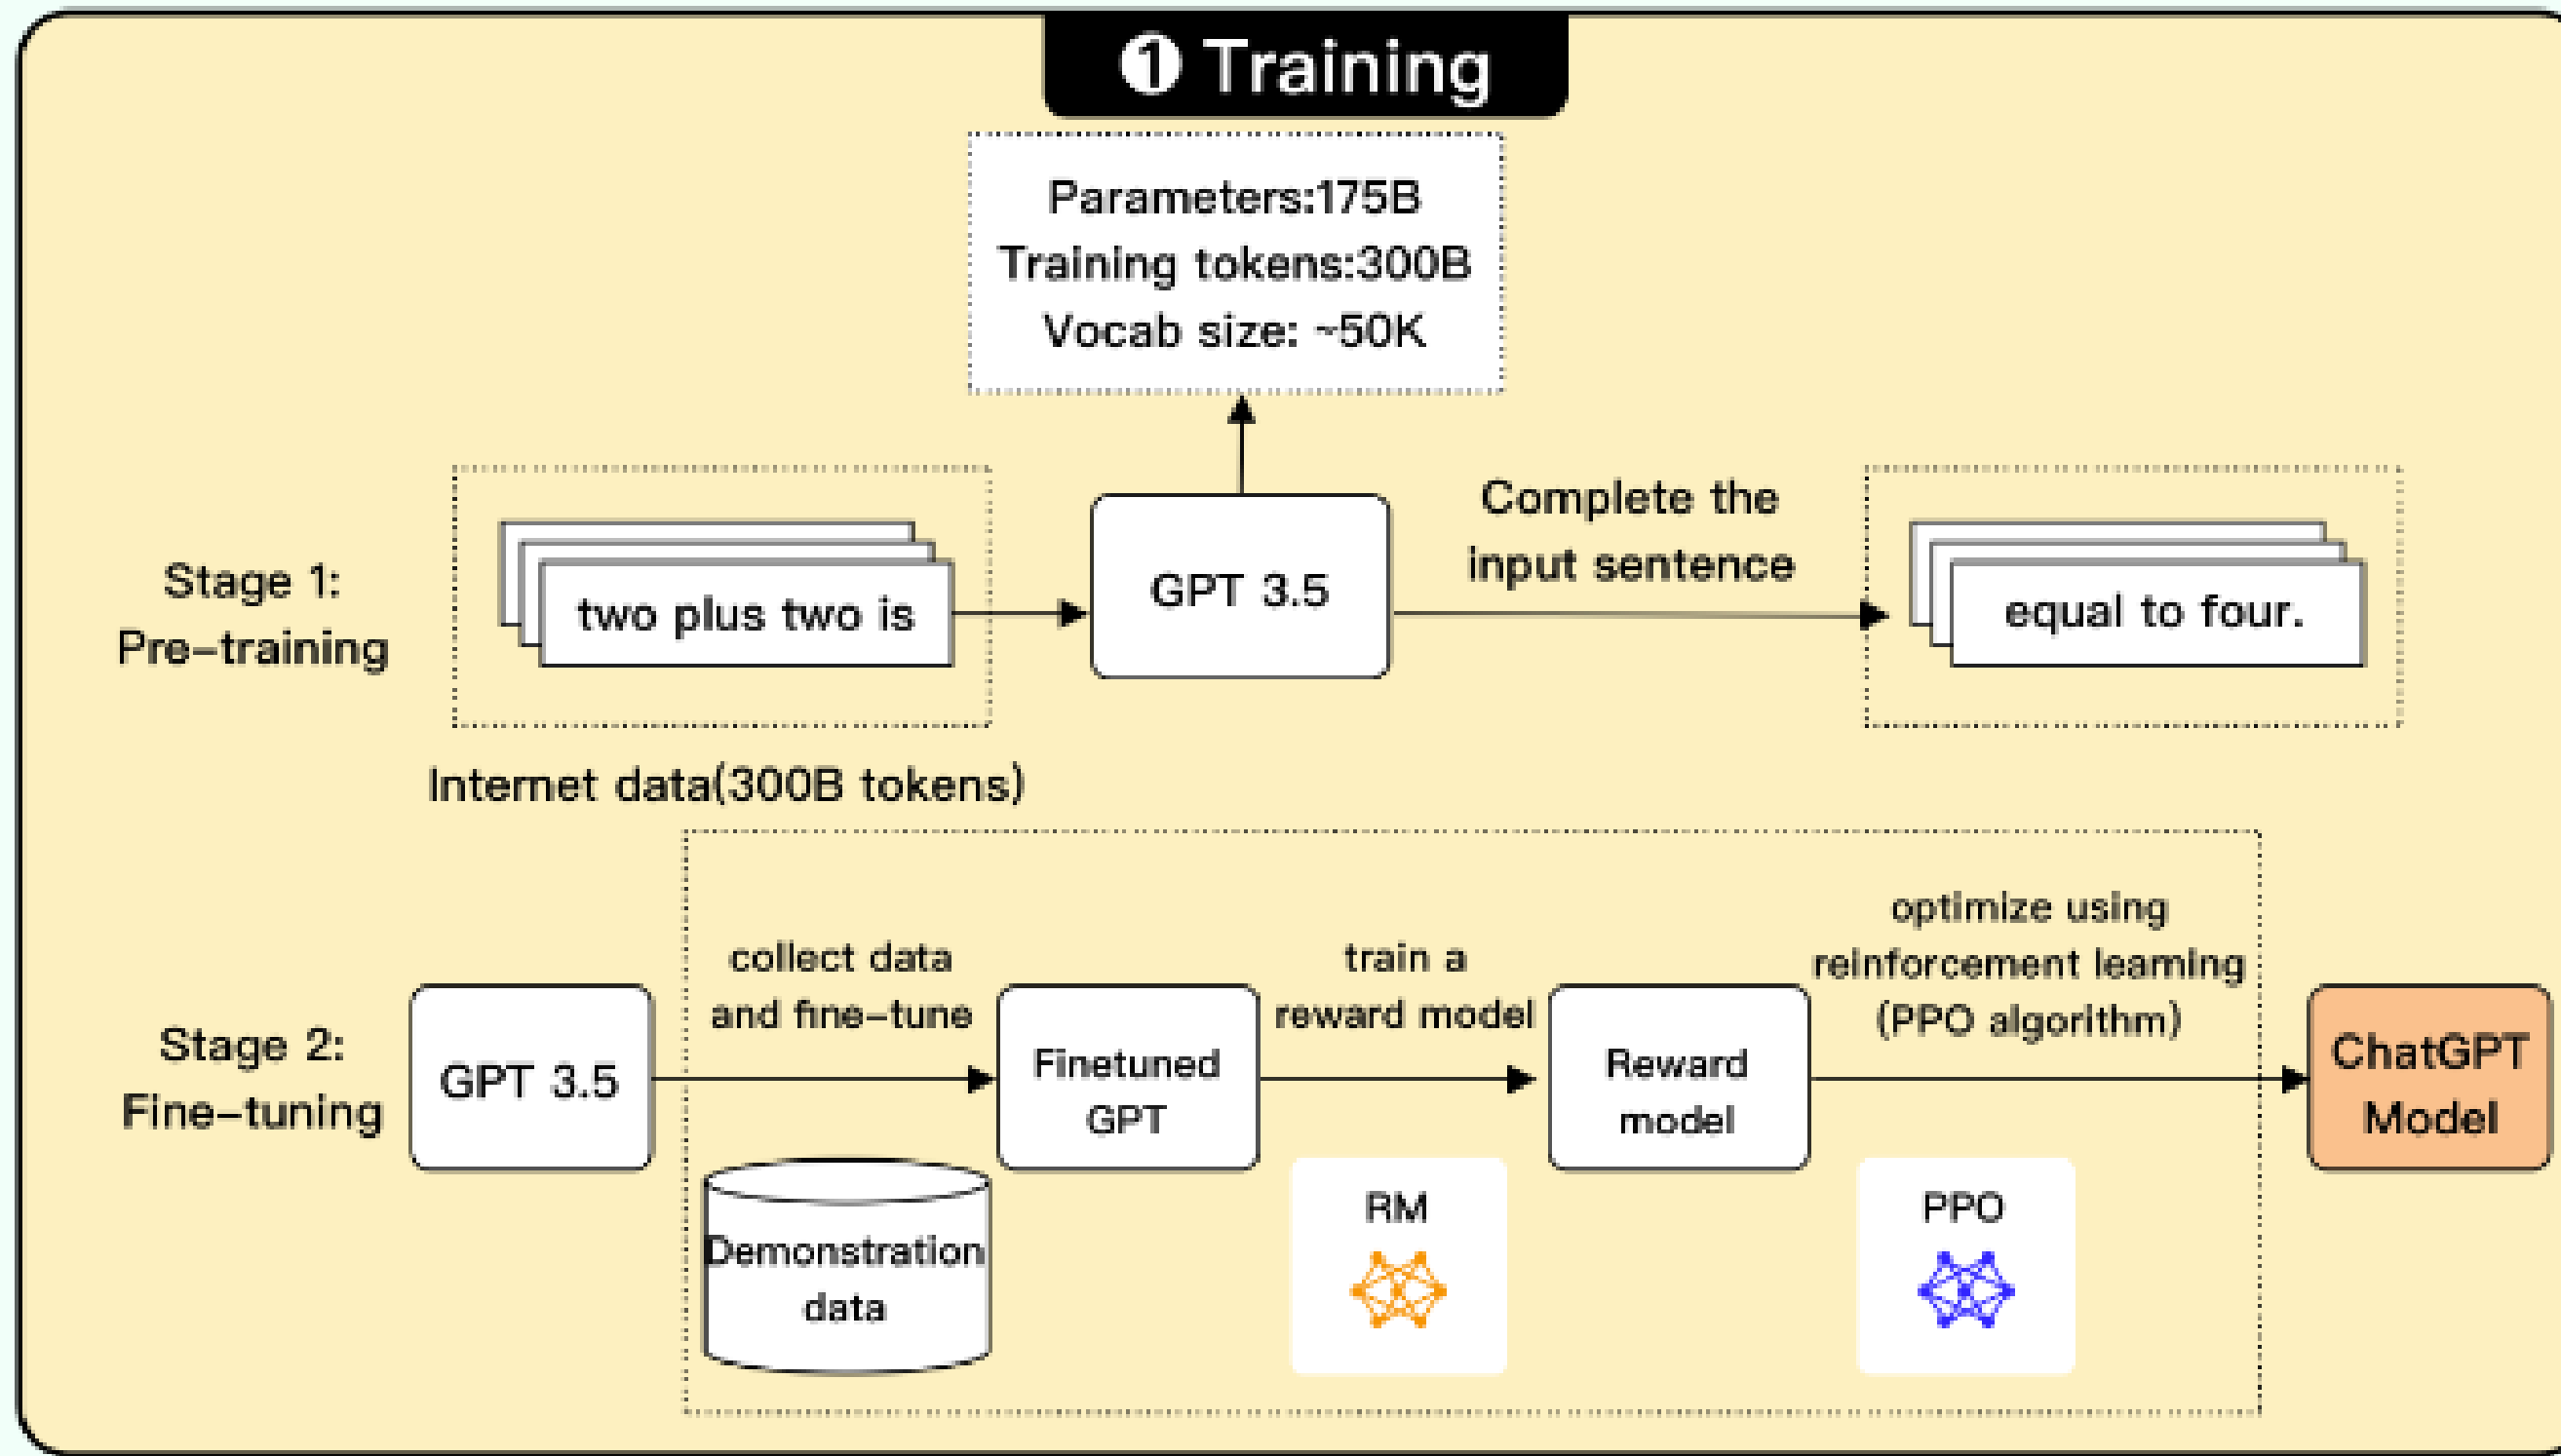 ❶ Training
Parameters:175B
Training tokens:300B
Vocab size: ~50K
Stage 1:
Pre–training
two plus two is
GPT 3.5
Complete the
input sentence
equal to four.
Internet data(300B tokens)
Stage 2:
Fine–tuning
GPT 3.5
collect data
and fine–tune
Demonstration
data
Finetuned
GPT
train a
reward model
RM
Reward
model
optimize using
reinforcement learning
(PPO algorithm)
PPO
ChatGPT
Model